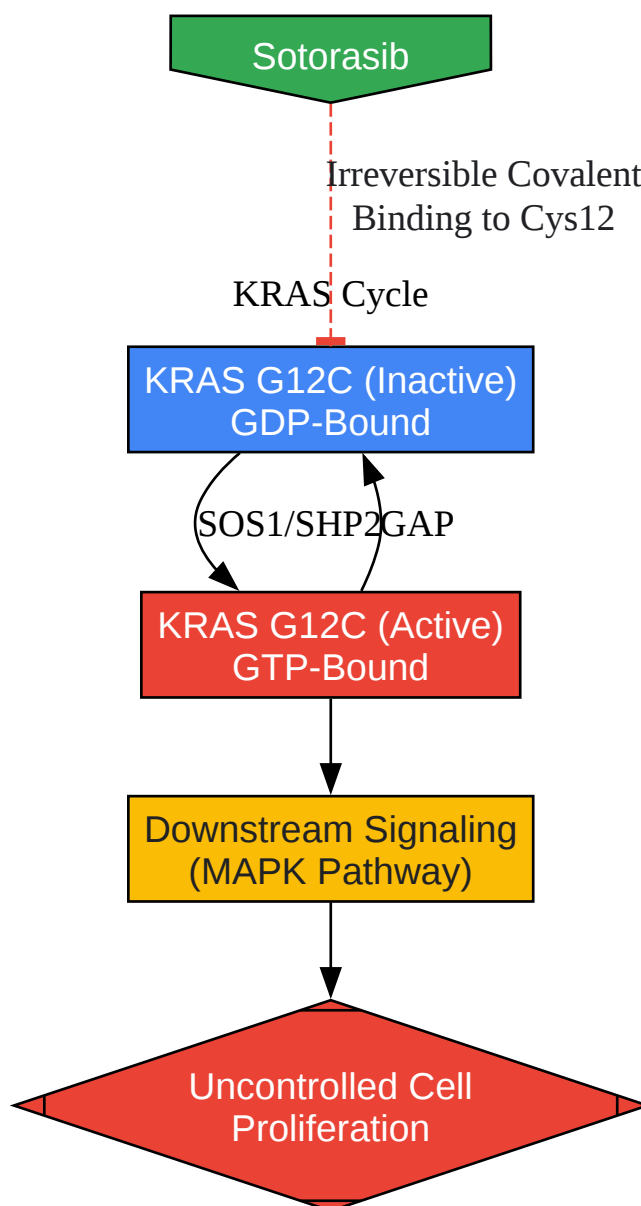 Sotorasib
Irreversible Covalent
Binding to Cys12
KRAS Cycle
KRAS G12C (Inactive)
GDP-Bound
SOS1/SHP2 GAP
KRAS G12C (Active)
GTP-Bound
Downstream Signaling
(MAPK Pathway)
Uncontrolled Cell
Proliferation